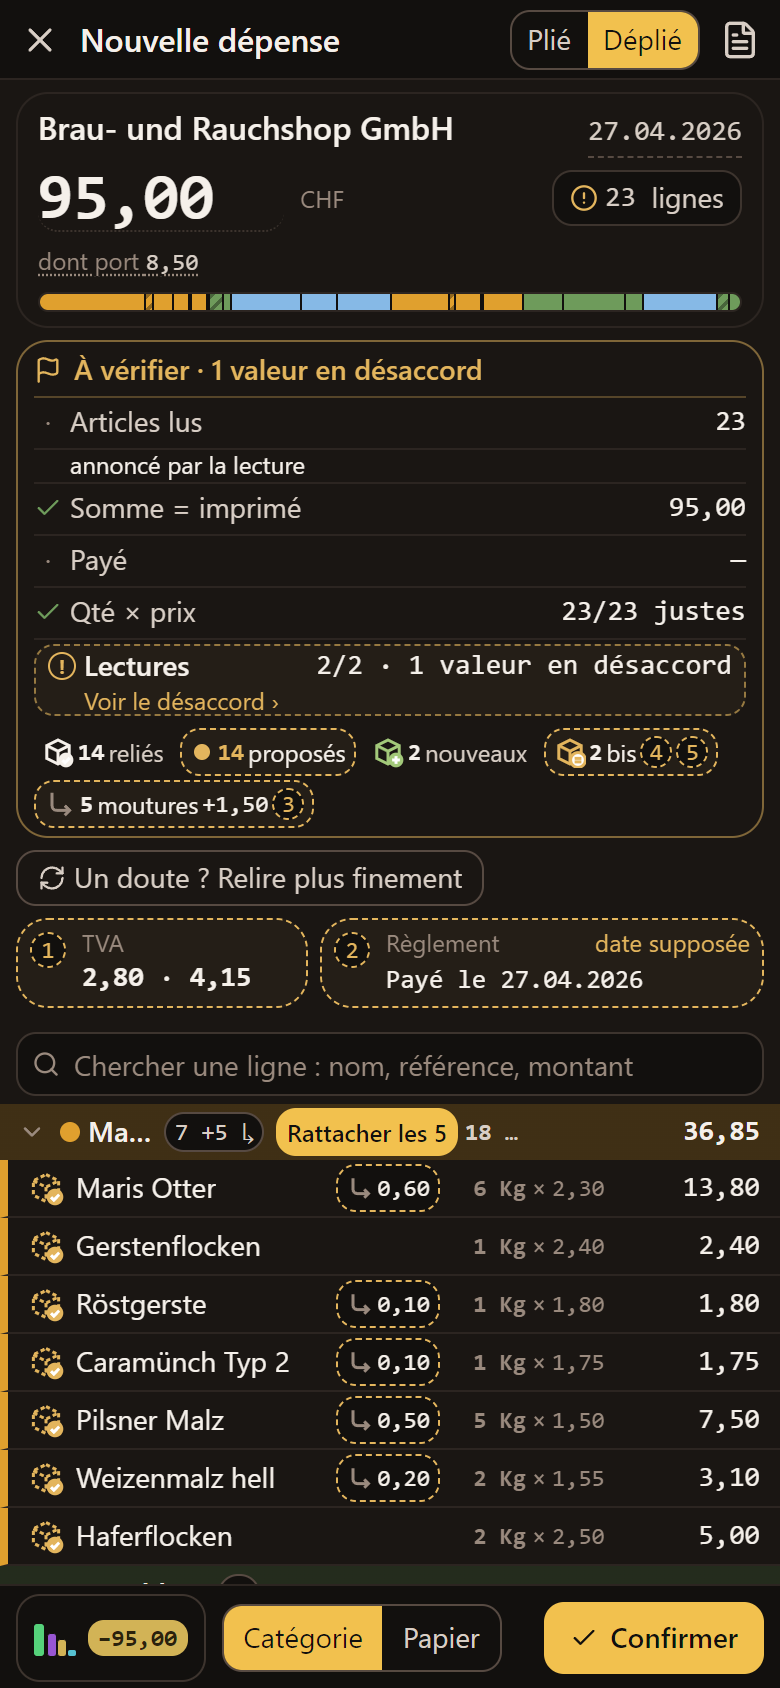 Nouvelle dépense
Plié Déplié
Brau- und Rauchshop GmbH 27.04.2026
95,00 CHF 23 lignes
dont port 8,50
À vérifier · 1 valeur en désaccord
· Articles lus 23
annoncé par la lecture
Somme = imprimé 95,00
· Payé –
Qté × prix 23/23 justes
Lectures 2/2 · 1 valeur en désaccord
Voir le désaccord ›
14 reliés 14 proposés 2 nouveaux 2 bis 4 5
5 moutures +1,50 3
Un doute ? Relire plus finement
1 TVA
2,80 · 4,15
2 Règlement date supposée
Payé le 27.04.2026
Chercher une ligne : nom, référence, montant
Ma... 7 +5 Rattacher les 5 18 … 36,85
Maris Otter 0,60 6 Kg × 2,30 13,80
Gerstenflocken 1 Kg × 2,40 2,40
Röstgerste 0,10 1 Kg × 1,80 1,80
Caramünch Typ 2 0,10 1 Kg × 1,75 1,75
Pilsner Malz 0,50 5 Kg × 1,50 7,50
Weizenmalz hell 0,20 2 Kg × 1,55 3,10
Haferflocken 2 Kg × 2,50 5,00
−95,00 Catégorie Papier Confirmer